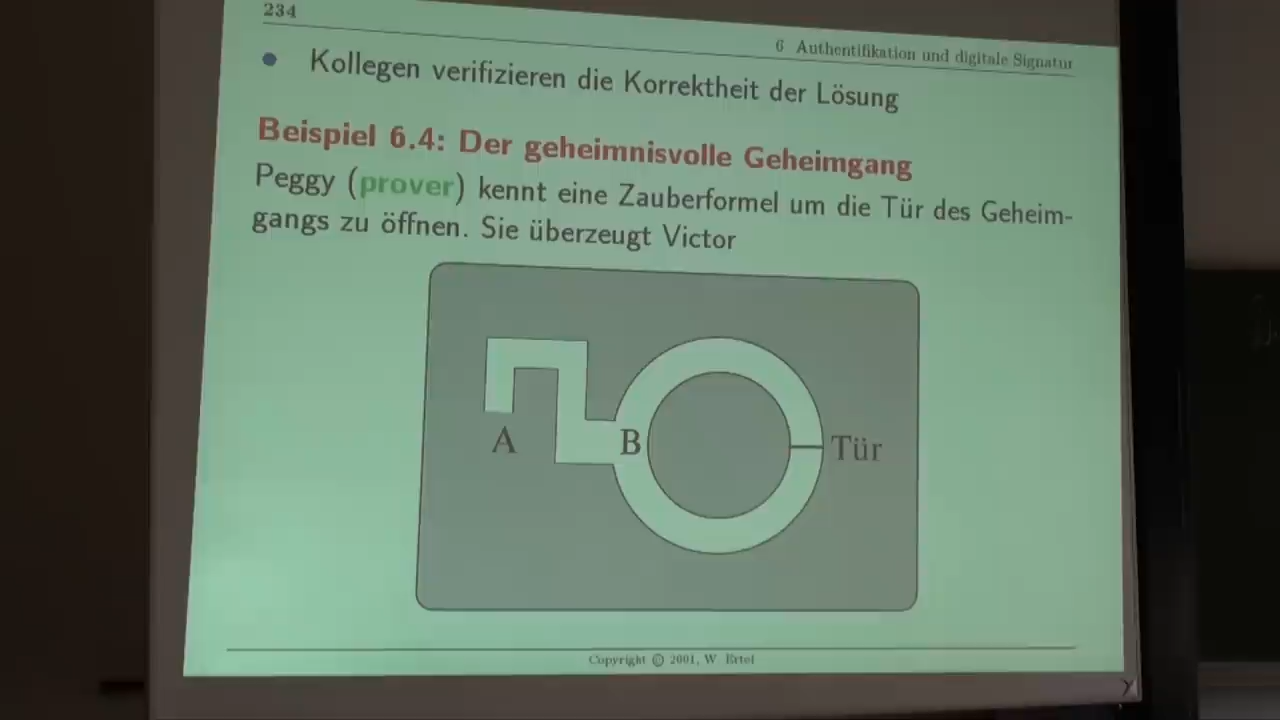 234
6 Authentifikation und digitale Signatur
• Kollegen verifizieren die Korrektheit der Lösung
Beispiel 6.4: Der geheimnisvolle Geheimgang
Peggy (prover) kennt eine Zauberformel um die Tür des Geheim-
gangs zu öffnen. Sie überzeugt Victor
A
B
Tür
Copyright © 2001, W. Ertel